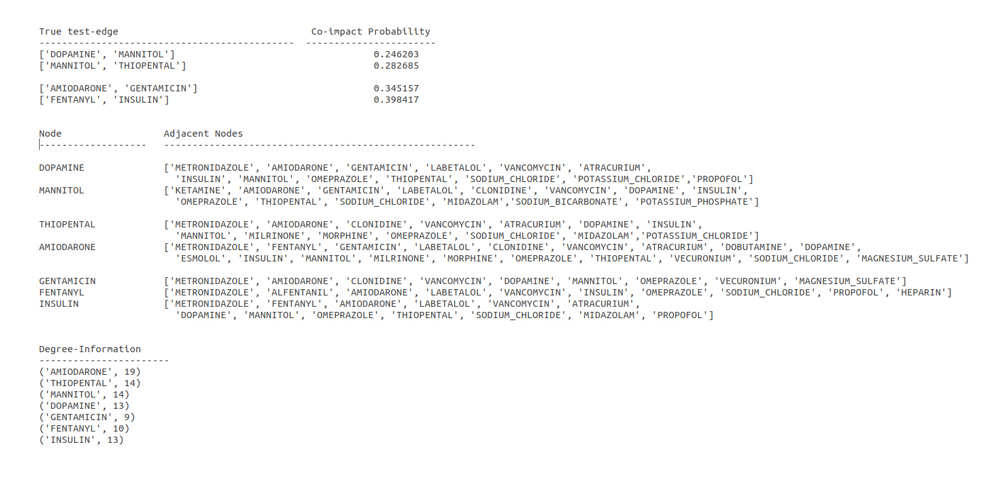 True test-edge Co-impact Probability
--------------------------------------------- -----------------------
['DOPAMINE', 'MANNITOL'] 0.246203
['MANNITOL', 'THIOPENTAL'] 0.282685
['AMIODARONE', 'GENTAMICIN'] 0.345157
['FENTANYL', 'INSULIN'] 0.398417
Node Adjacent Nodes
------------------- -------------------------------------------------------
DOPAMINE ['METRONIDAZOLE', 'AMIODARONE', 'GENTAMICIN', 'LABETALOL', 'VANCOMYCIN', 'ATRACURIUM',
'INSULIN', 'MANNITOL', 'OMEPRAZOLE', 'THIOPENTAL', 'SODIUM_CHLORIDE', 'POTASSIUM_CHLORIDE','PROPOFOL']
MANNITOL ['KETAMINE', 'AMIODARONE', 'GENTAMICIN', 'LABETALOL', 'CLONIDINE', 'VANCOMYCIN', 'DOPAMINE', 'INSULIN',
'OMEPRAZOLE', 'THIOPENTAL', 'SODIUM_CHLORIDE', 'MIDAZOLAM','SODIUM_BICARBONATE', 'POTASSIUM_PHOSPHATE']
THIOPENTAL ['METRONIDAZOLE', 'AMIODARONE', 'CLONIDINE', 'VANCOMYCIN', 'ATRACURIUM', 'DOPAMINE', 'INSULIN',
'MANNITOL', 'MILRINONE', 'MORPHINE', 'OMEPRAZOLE', 'SODIUM_CHLORIDE', 'MIDAZOLAM','POTASSIUM_CHLORIDE']
AMIODARONE ['METRONIDAZOLE', 'FENTANYL', 'GENTAMICIN', 'LABETALOL', 'CLONIDINE', 'VANCOMYCIN', 'ATRACURIUM', 'DOBUTAMINE', 'DOPAMINE',
'ESMOLOL', 'INSULIN', 'MANNITOL', 'MILRINONE', 'MORPHINE', 'OMEPRAZOLE', 'THIOPENTAL', 'VECURONIUM', 'SODIUM_CHLORIDE', 'MAGNESIUM_SULFATE']
GENTAMICIN ['METRONIDAZOLE', 'AMIODARONE', 'CLONIDINE', 'VANCOMYCIN', 'DOPAMINE', 'MANNITOL', 'OMEPRAZOLE', 'VECURONIUM', 'MAGNESIUM_SULFATE']
FENTANYL ['METRONIDAZOLE', 'ALFENTANIL', 'AMIODARONE', 'LABETALOL', 'VANCOMYCIN', 'INSULIN', 'OMEPRAZOLE', 'SODIUM_CHLORIDE', 'PROPOFOL', 'HEPARIN']
INSULIN ['METRONIDAZOLE', 'FENTANYL', 'AMIODARONE', 'LABETALOL', 'VANCOMYCIN', 'ATRACURIUM',
'DOPAMINE', 'MANNITOL', 'OMEPRAZOLE', 'THIOPENTAL', 'SODIUM_CHLORIDE', 'MIDAZOLAM', 'PROPOFOL']
Degree-Information
-----------------------
('AMIODARONE', 19)
('THIOPENTAL', 14)
('MANNITOL', 14)
('DOPAMINE', 13)
('GENTAMICIN', 9)
('FENTANYL', 10)
('INSULIN', 13)